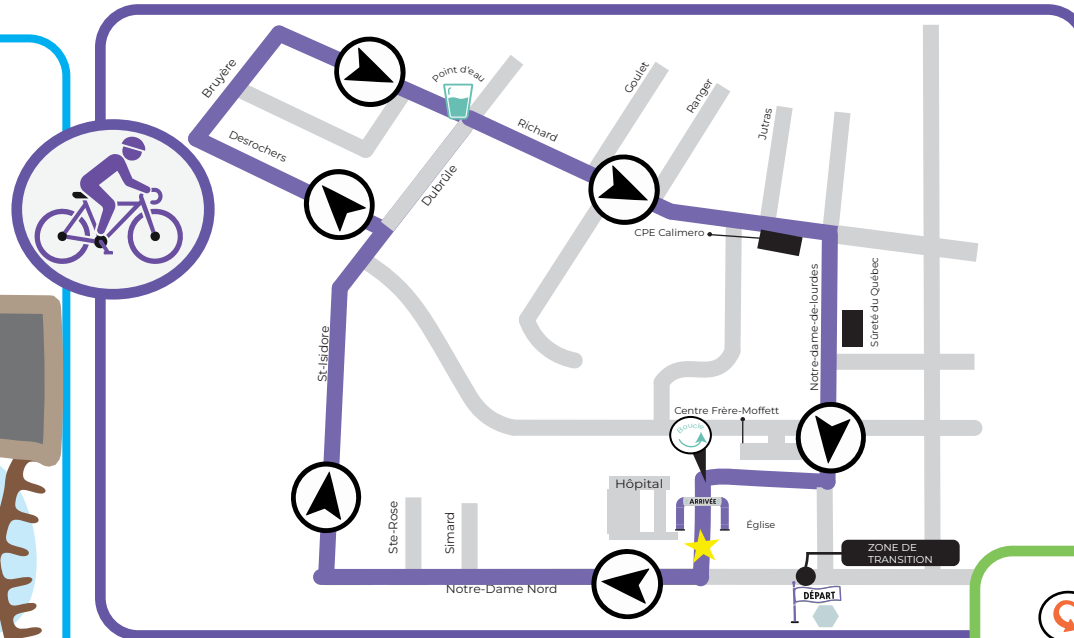 Bruyère
Point d'eau
Goulet
Ranger
Jutras
Richard
Desrochers
Dubrûle
CPE Calimero
Notre-dame-de-lourdes
Sûreté du Québec
St-Isidore
Centre Frère-Moffett
Boucle
Hôpital
ARRIVÉE
Église
Ste-Rose
Simard
ZONE DE
TRANSITION
Notre-Dame Nord
DÉPART